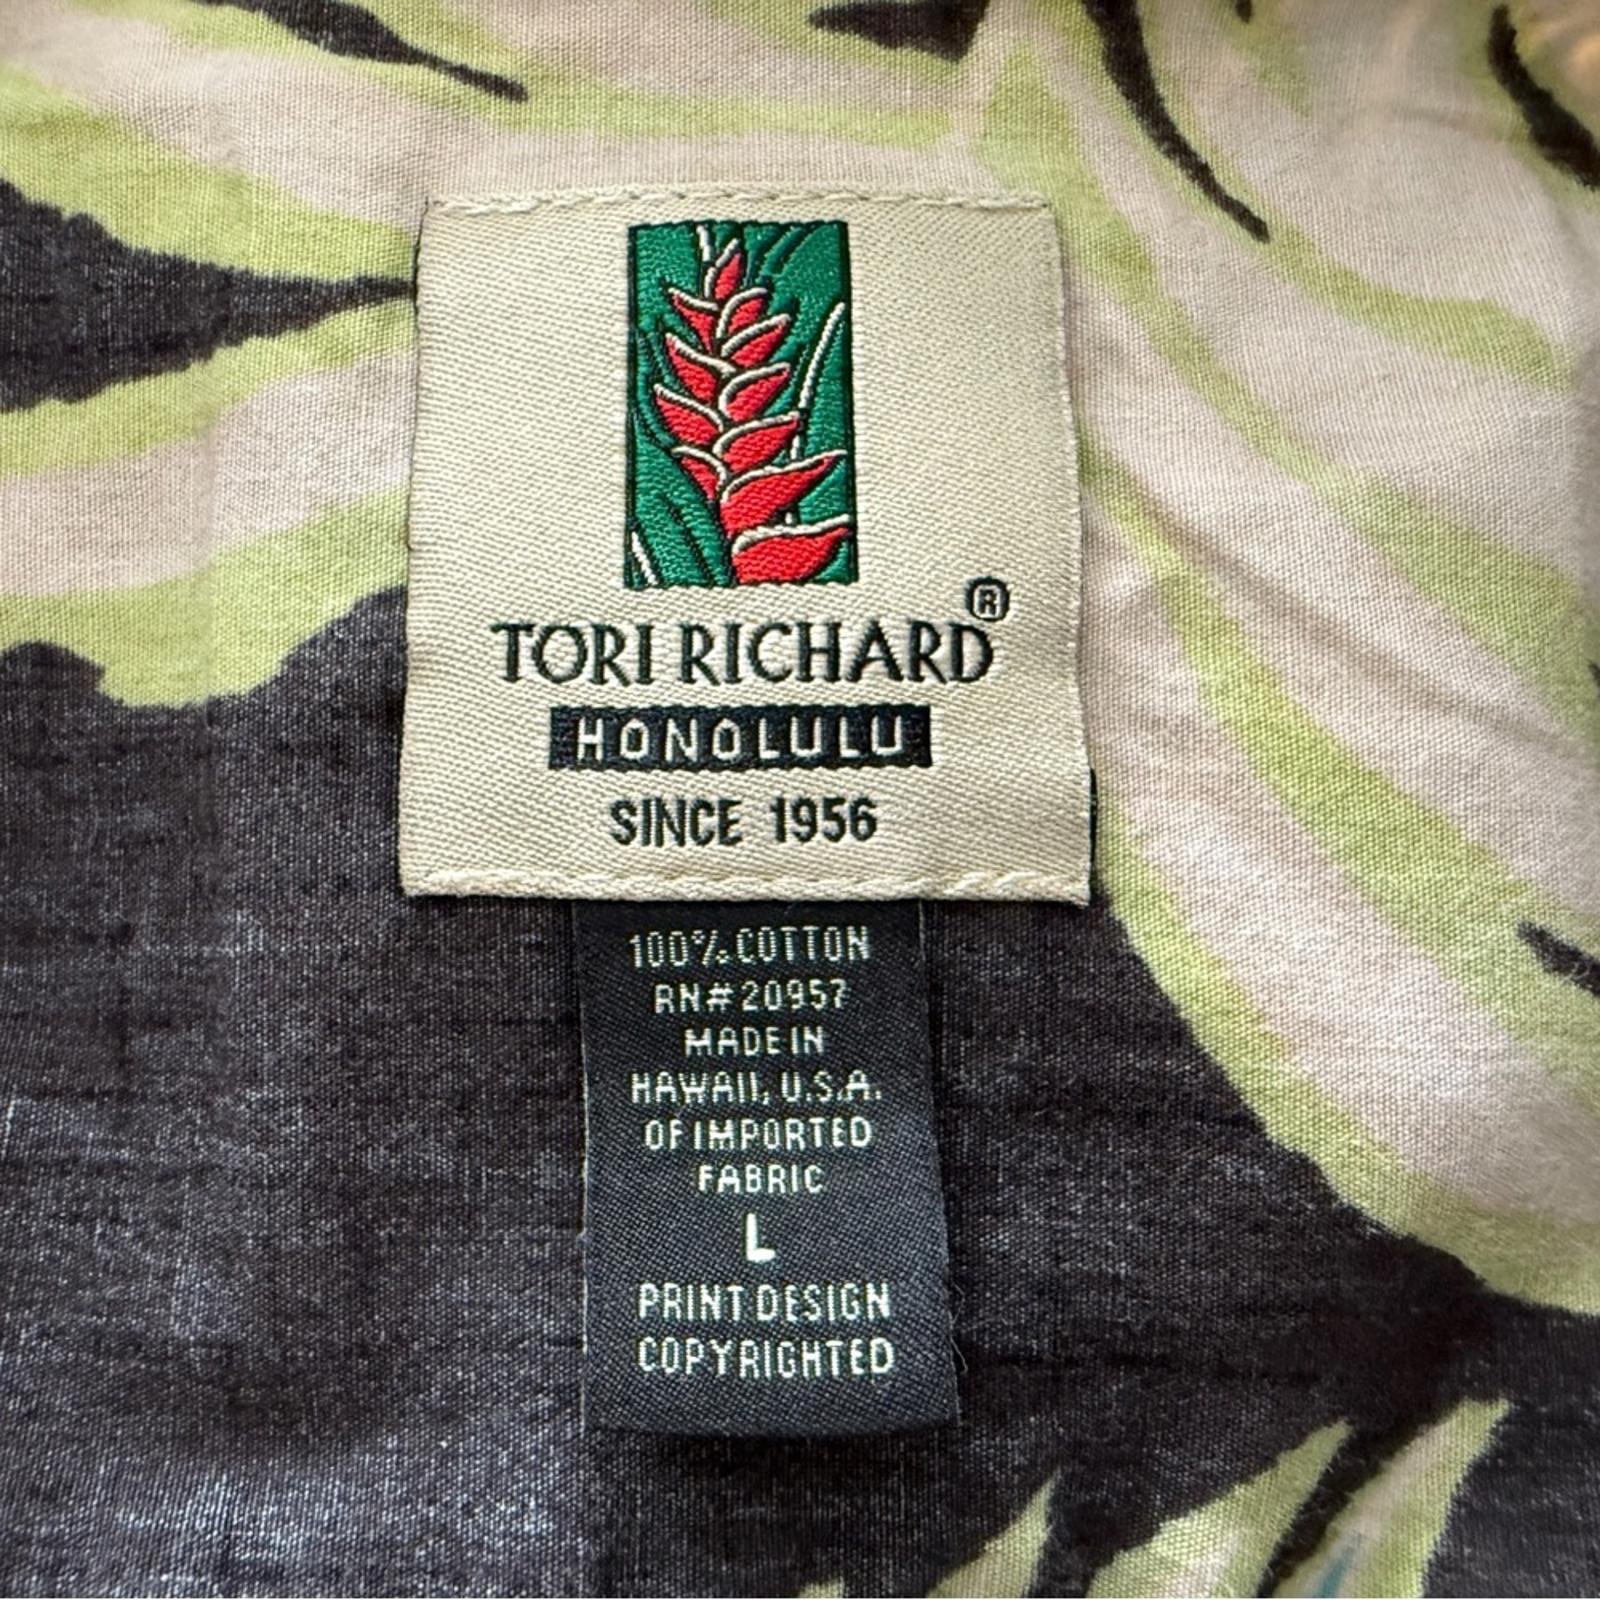 TORI RICHARD®
HONOLULU
SINCE 1956
100% COTTON
RN#20957
MADE IN
HAWAII, U.S.A.
OF IMPORTED
FABRIC
L
PRINT DESIGN
COPYRIGHTED